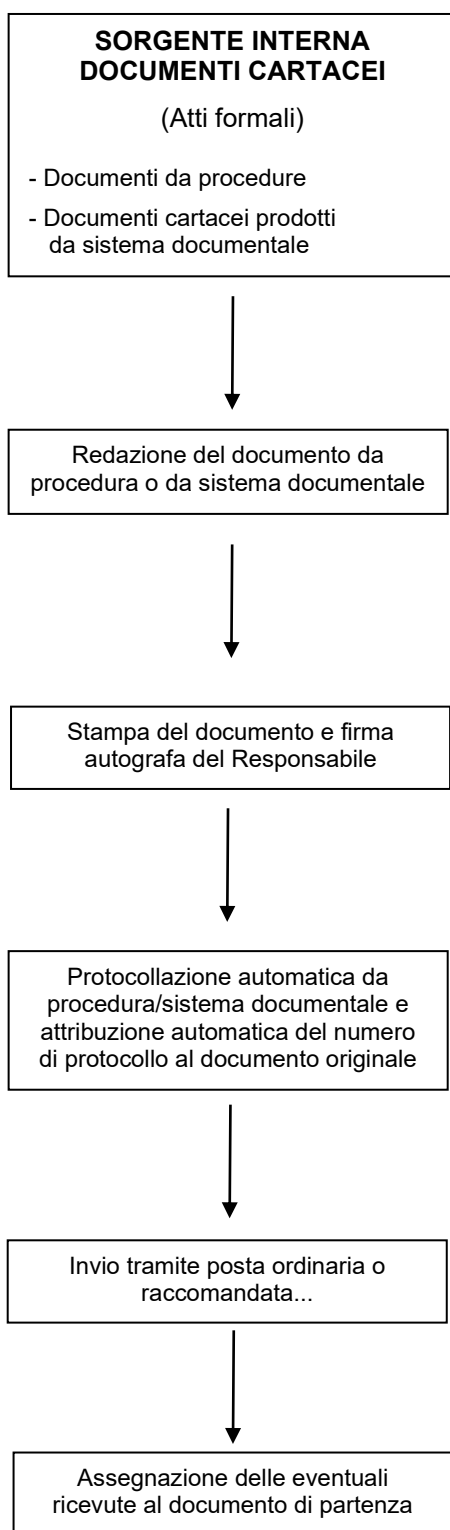 SORGENTE INTERNA
DOCUMENTI CARTACEI
(Atti formali)
- Documenti da procedure
- Documenti cartacei prodotti
da sistema documentale
Redazione del documento da
procedura o da sistema documentale
Stampa del documento e firma
autografa del Responsabile
Protocollazione automatica da
procedura/sistema documentale e
attribuzione automatica del numero
di protocollo al documento originale
Invio tramite posta ordinaria o
raccomandata...
Assegnazione delle eventuali
ricevute al documento di partenza